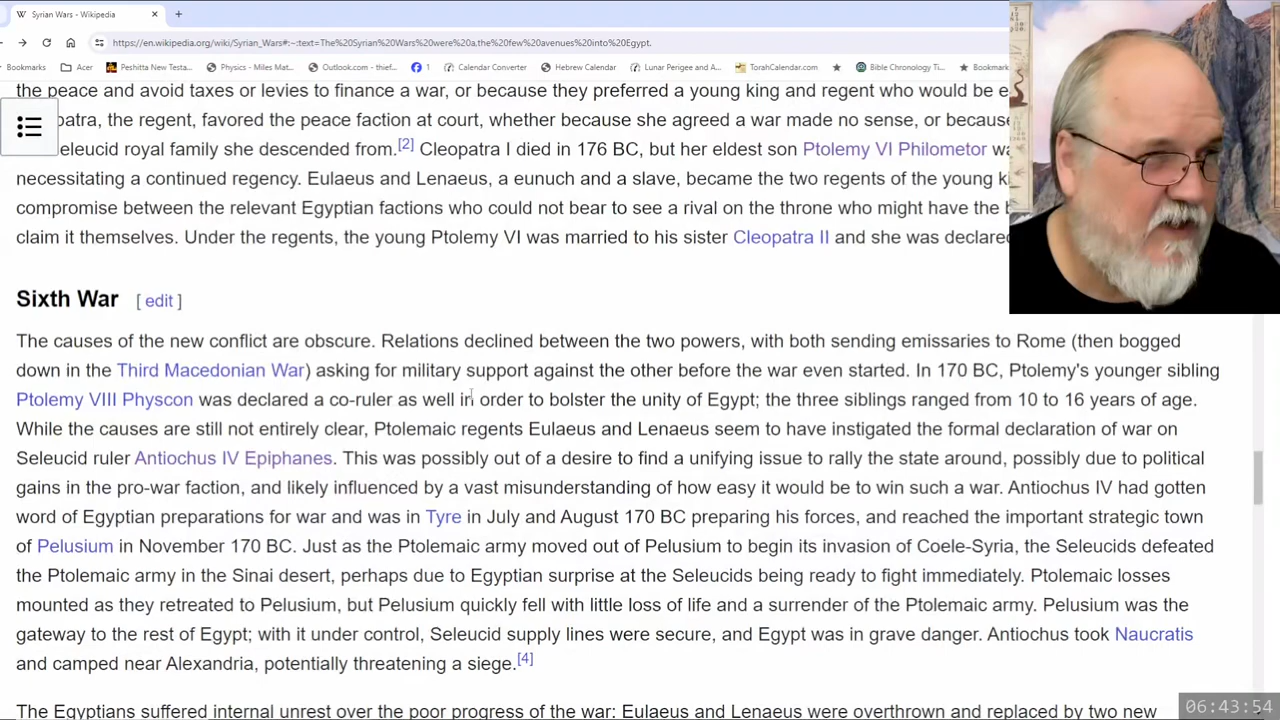 Syrian Wars - Wikipedia
https://en.wikipedia.org/wiki/Syrian_Wars#:~:text=The%20Syrian%20Wars%20were%20a,the%20few%20avenues%20into%20Egypt.
Bookmarks Acer Peshitta New Testa... Physics - Miles Mat... Outlook.com - thief... 1 Calendar Converter Hebrew Calendar Lunar Perigee and A... TorahCalendar.com Bible Chronology Ti... Bookmark
the peace and avoid taxes or levies to finance a war, or because they preferred a young king and regent who would be e
patra, the regent, favored the peace faction at court, whether because she agreed a war made no sense, or because
eleucid royal family she descended from.[2] Cleopatra I died in 176 BC, but her eldest son Ptolemy VI Philometor wa
necessitating a continued regency. Eulaeus and Lenaeus, a eunuch and a slave, became the two regents of the young ki
compromise between the relevant Egyptian factions who could not bear to see a rival on the throne who might have the b
claim it themselves. Under the regents, the young Ptolemy VI was married to his sister Cleopatra II and she was declared
Sixth War [ edit ]
The causes of the new conflict are obscure. Relations declined between the two powers, with both sending emissaries to Rome (then bogged
down in the Third Macedonian War) asking for military support against the other before the war even started. In 170 BC, Ptolemy's younger sibling
Ptolemy VIII Physcon was declared a co-ruler as well in order to bolster the unity of Egypt; the three siblings ranged from 10 to 16 years of age.
While the causes are still not entirely clear, Ptolemaic regents Eulaeus and Lenaeus seem to have instigated the formal declaration of war on
Seleucid ruler Antiochus IV Epiphanes. This was possibly out of a desire to find a unifying issue to rally the state around, possibly due to political
gains in the pro-war faction, and likely influenced by a vast misunderstanding of how easy it would be to win such a war. Antiochus IV had gotten
word of Egyptian preparations for war and was in Tyre in July and August 170 BC preparing his forces, and reached the important strategic town
of Pelusium in November 170 BC. Just as the Ptolemaic army moved out of Pelusium to begin its invasion of Coele-Syria, the Seleucids defeated
the Ptolemaic army in the Sinai desert, perhaps due to Egyptian surprise at the Seleucids being ready to fight immediately. Ptolemaic losses
mounted as they retreated to Pelusium, but Pelusium quickly fell with little loss of life and a surrender of the Ptolemaic army. Pelusium was the
gateway to the rest of Egypt; with it under control, Seleucid supply lines were secure, and Egypt was in grave danger. Antiochus took Naucratis
and camped near Alexandria, potentially threatening a siege.[4]
The Egyptians suffered internal unrest over the poor progress of the war: Eulaeus and Lenaeus were overthrown and replaced by two new
06:43:54